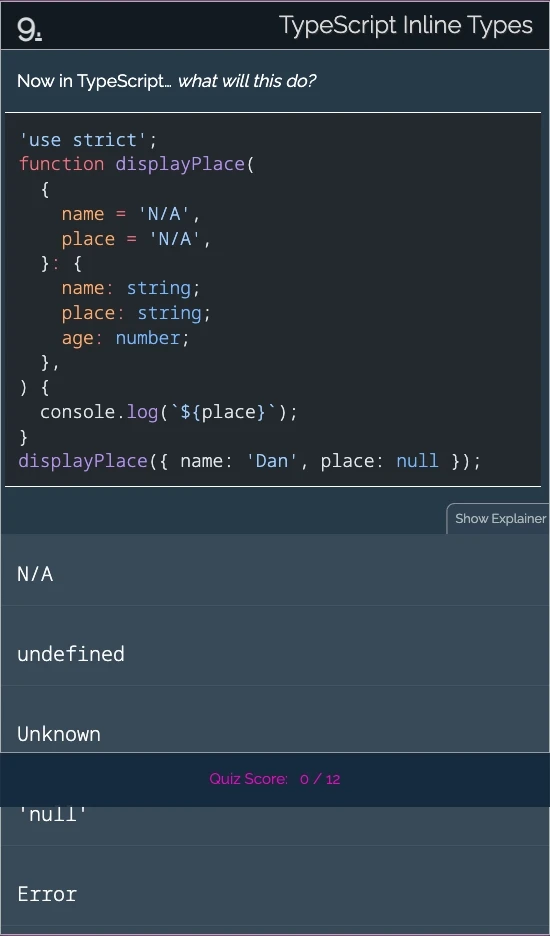 9.
TypeScript Inline Types
Now in TypeScript… what will this do?
'use strict';
function displayPlace(
  {
    name = 'N/A',
    place = 'N/A',
  }: {
    name: string;
    place: string;
    age: number;
  },
) {
  console.log(`${place}`);
}
displayPlace({ name: 'Dan', place: null });
Show Explainer
N/A
undefined
Unknown
Quiz Score: 0 / 12
'null'
Error